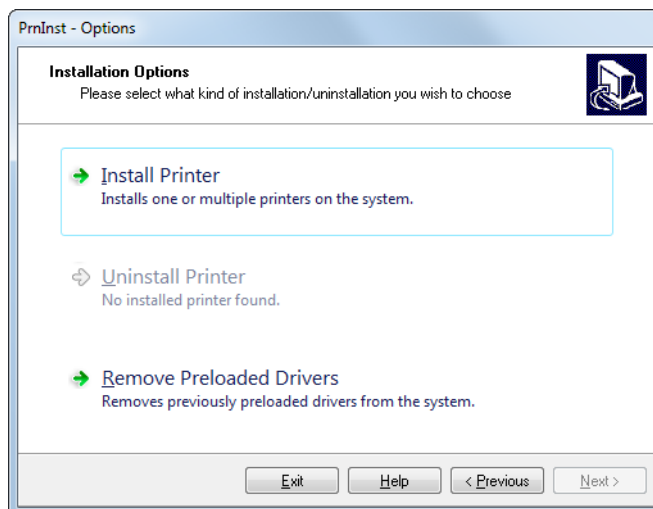 PrnInst - Options
Installation Options
Please select what kind of installation/uninstallation you wish to choose
Install Printer
Installs one or multiple printers on the system.
Uninstall Printer
No installed printer found.
Remove Preloaded Drivers
Removes previously preloaded drivers from the system.
Exit Help < Previous Next >